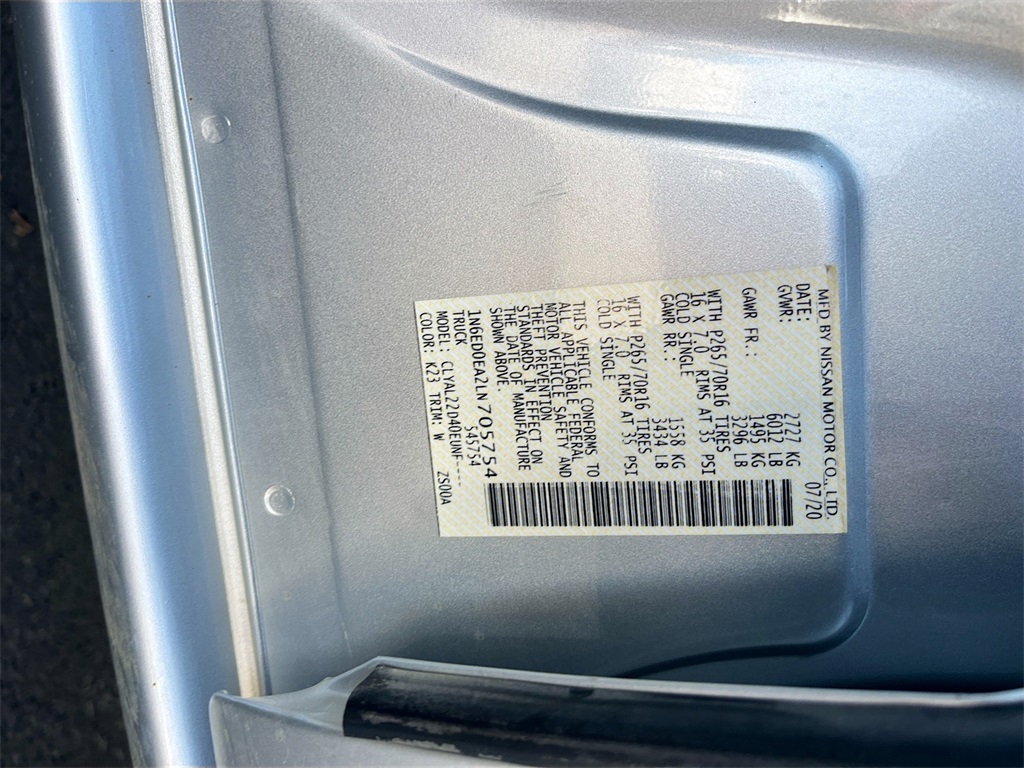 MFD BY NISSAN MOTOR CO., LTD.
DATE: 07/20
GVWR: 2727 KG
6012 LB
GAWR FR.: 1495 KG
3296 LB
WITH P265/70R16 TIRES
16 X 7.0 RIMS AT 35 PSI
COLD SINGLE
GAWR RR.: 1558 KG
3434 LB
WITH P265/70R16 TIRES
16 X 7.0 RIMS AT 35 PSI
COLD SINGLE
THIS VEHICLE CONFORMS TO
ALL APPLICABLE FEDERAL
MOTOR VEHICLE SAFETY AND
THEFT PREVENTION
STANDARDS IN EFFECT ON
THE DATE OF MANUFACTURE
SHOWN ABOVE.
1N6ED0EA2LN705754
TRUCK 545754
MODEL: CLYAL22D40EUNF----
COLOR: K23 TRIM: W ZS00A